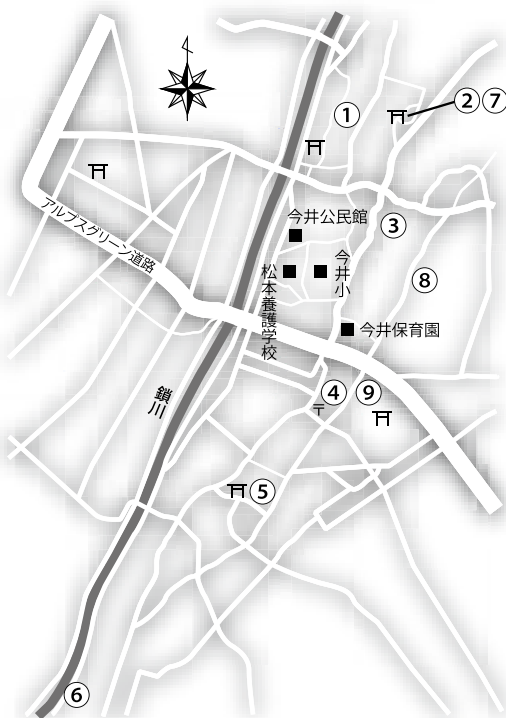 ①
②⑦
③
今井公民館
今井小
松本養護学校
⑧
アルプスグリーン道路
今井保育園
鎖川
④
⑨
〒
⑤
⑥